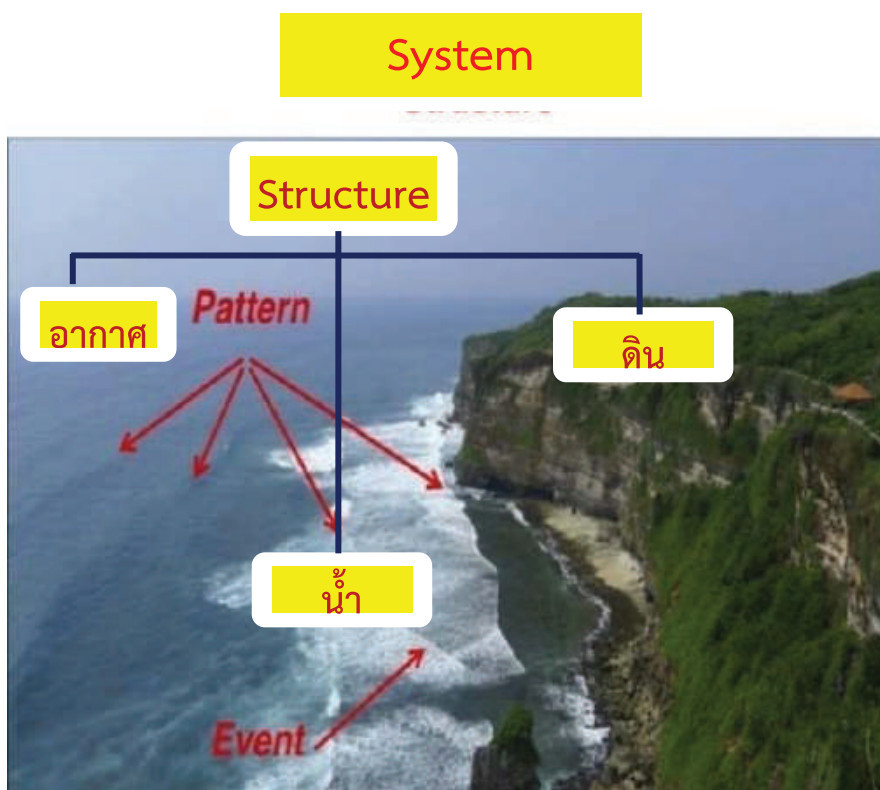 System
Structure
อากาศ
Pattern
ดิน
น้ำ
Event